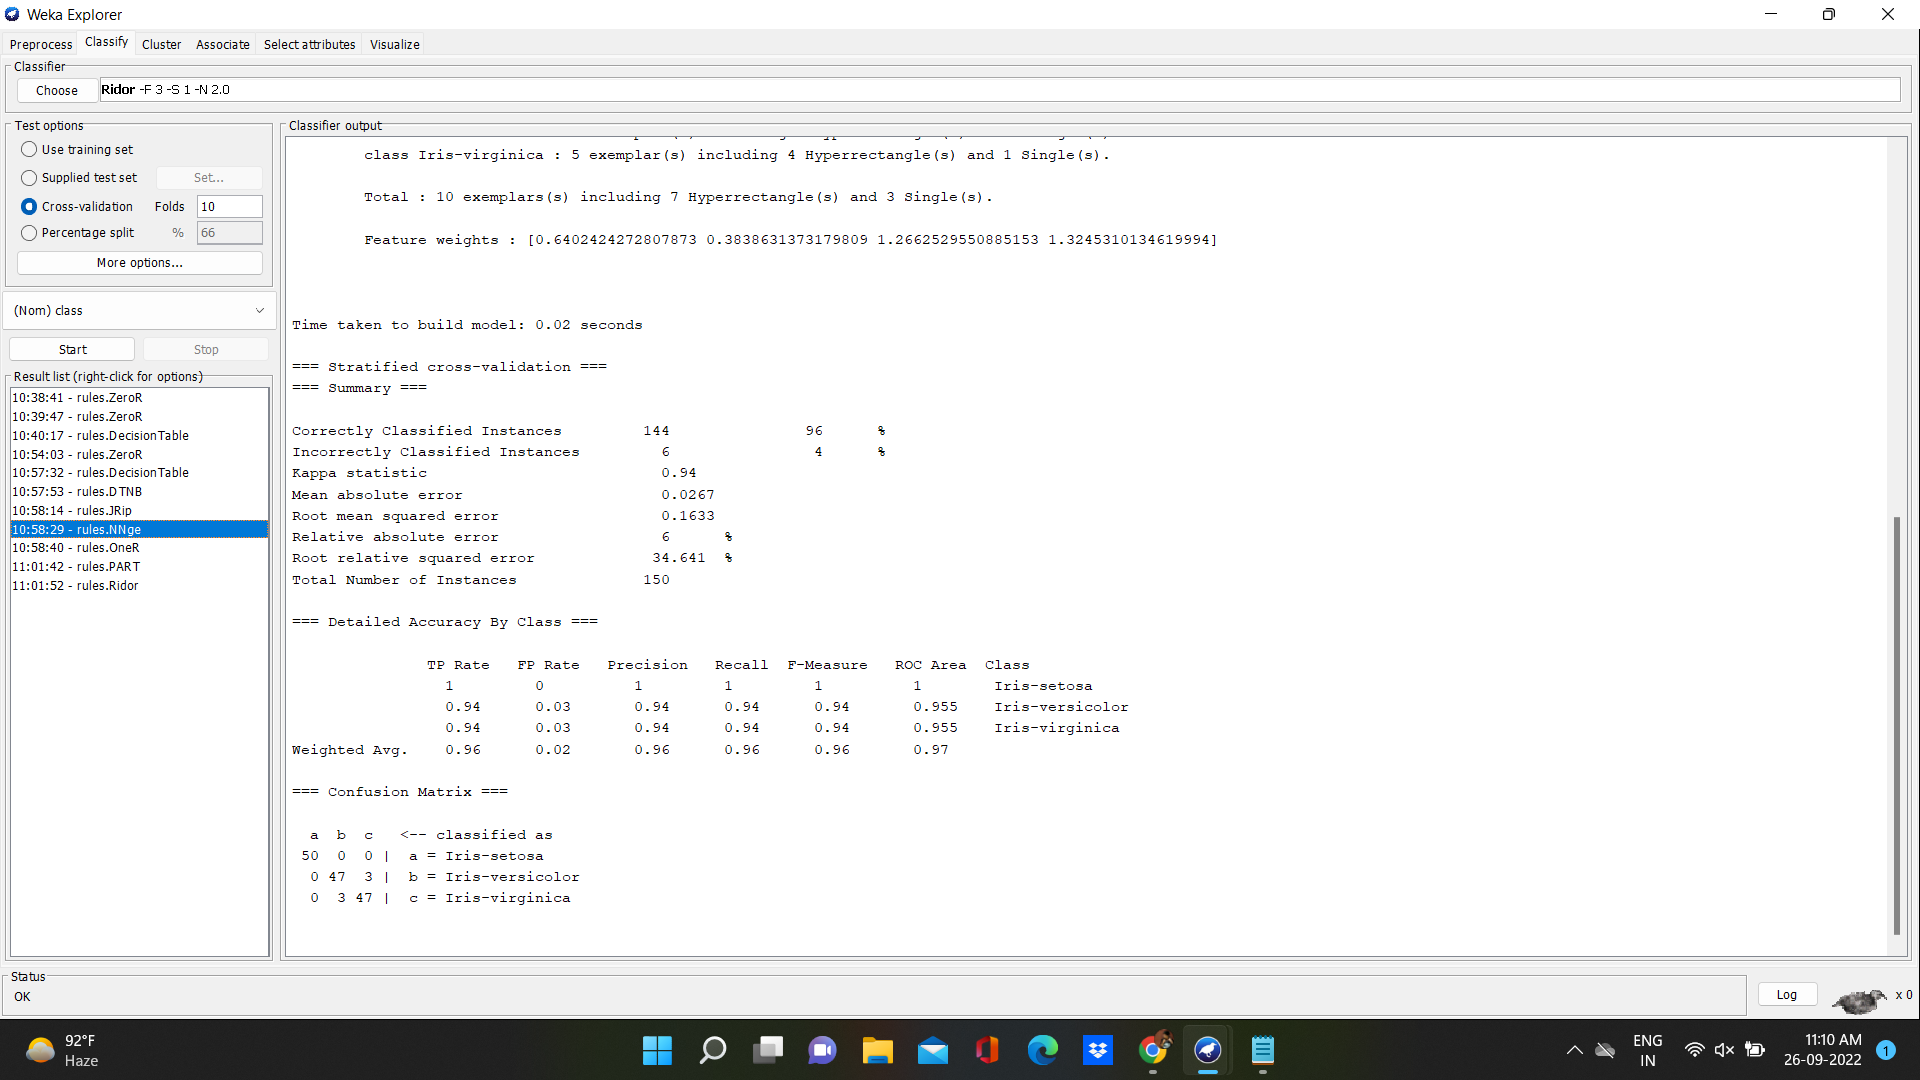 Weka Explorer
Preprocess Classify Cluster Associate Select attributes Visualize
Classifier
Choose Ridor -F 3 -S 1 -N 2.0
Test options
Use training set
Supplied test set Set...
Cross-validation Folds 10
Percentage split % 66
More options...
(Nom) class
Start Stop
Result list (right-click for options)
10:38:41 - rules.ZeroR
10:39:47 - rules.ZeroR
10:40:17 - rules.DecisionTable
10:54:03 - rules.ZeroR
10:57:32 - rules.DecisionTable
10:57:53 - rules.DTNB
10:58:14 - rules.JRip
10:58:29 - rules.NNge
10:58:40 - rules.OneR
11:01:42 - rules.PART
11:01:52 - rules.Ridor
Classifier output
class Iris-virginica : 5 exemplar(s) including 4 Hyperrectangle(s) and 1 Single(s).
Total : 10 exemplars(s) including 7 Hyperrectangle(s) and 3 Single(s).
Feature weights : [0.6402424272807873 0.3838631373179809 1.2662529550885153 1.3245310134619994]
Time taken to build model: 0.02 seconds
=== Stratified cross-validation ===
=== Summary ===
Correctly Classified Instances 144 96 %
Incorrectly Classified Instances 6 4 %
Kappa statistic 0.94
Mean absolute error 0.0267
Root mean squared error 0.1633
Relative absolute error 6 %
Root relative squared error 34.641 %
Total Number of Instances 150
=== Detailed Accuracy By Class ===
TP Rate FP Rate Precision Recall F-Measure ROC Area Class
1 0 1 1 1 1 Iris-setosa
0.94 0.03 0.94 0.94 0.94 0.955 Iris-versicolor
0.94 0.03 0.94 0.94 0.94 0.955 Iris-virginica
Weighted Avg. 0.96 0.02 0.96 0.96 0.96 0.97
=== Confusion Matrix ===
a b c <-- classified as
50 0 0 | a = Iris-setosa
0 47 3 | b = Iris-versicolor
0 3 47 | c = Iris-virginica
Status
OK
Log x 0
92°F
Haze
ENG
IN
11:10 AM
26-09-2022
1